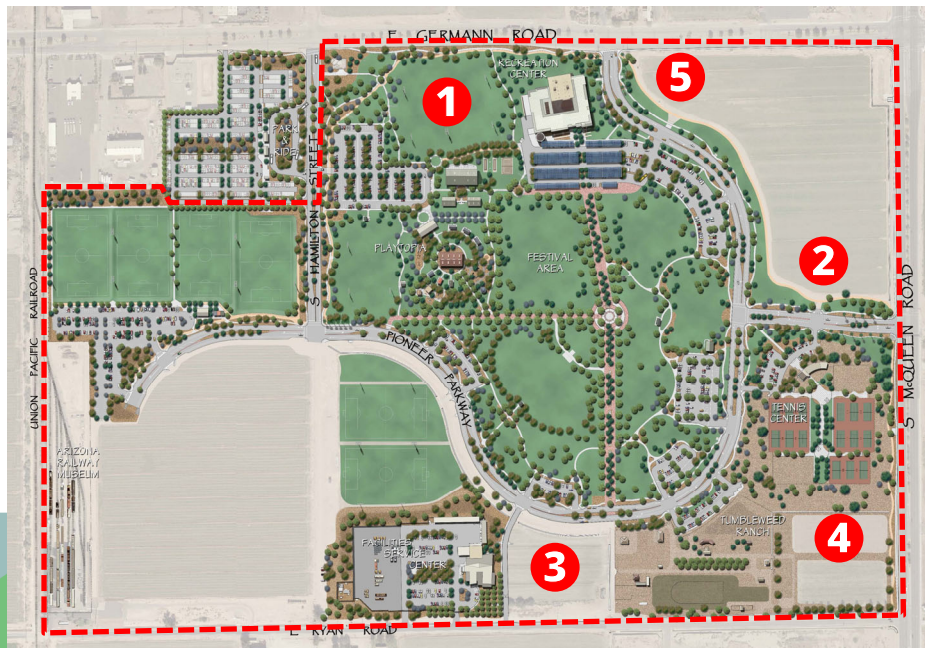 E GERMANN ROAD
RECREATION
CENTER
1
5
PARK
&
RIDE
S HAMILTON STREET
PLAYTOPIA
FESTIVAL
AREA
2
UNION PACIFIC RAILROAD
PIONEER PARKWAY
S McQUEEN ROAD
TENNIS
CENTER
ARIZONA
RAILWAY
MUSEUM
TUMBLEWEED
RANCH
4
FACILITIES
SERVICE
CENTER
3
E RYAN ROAD